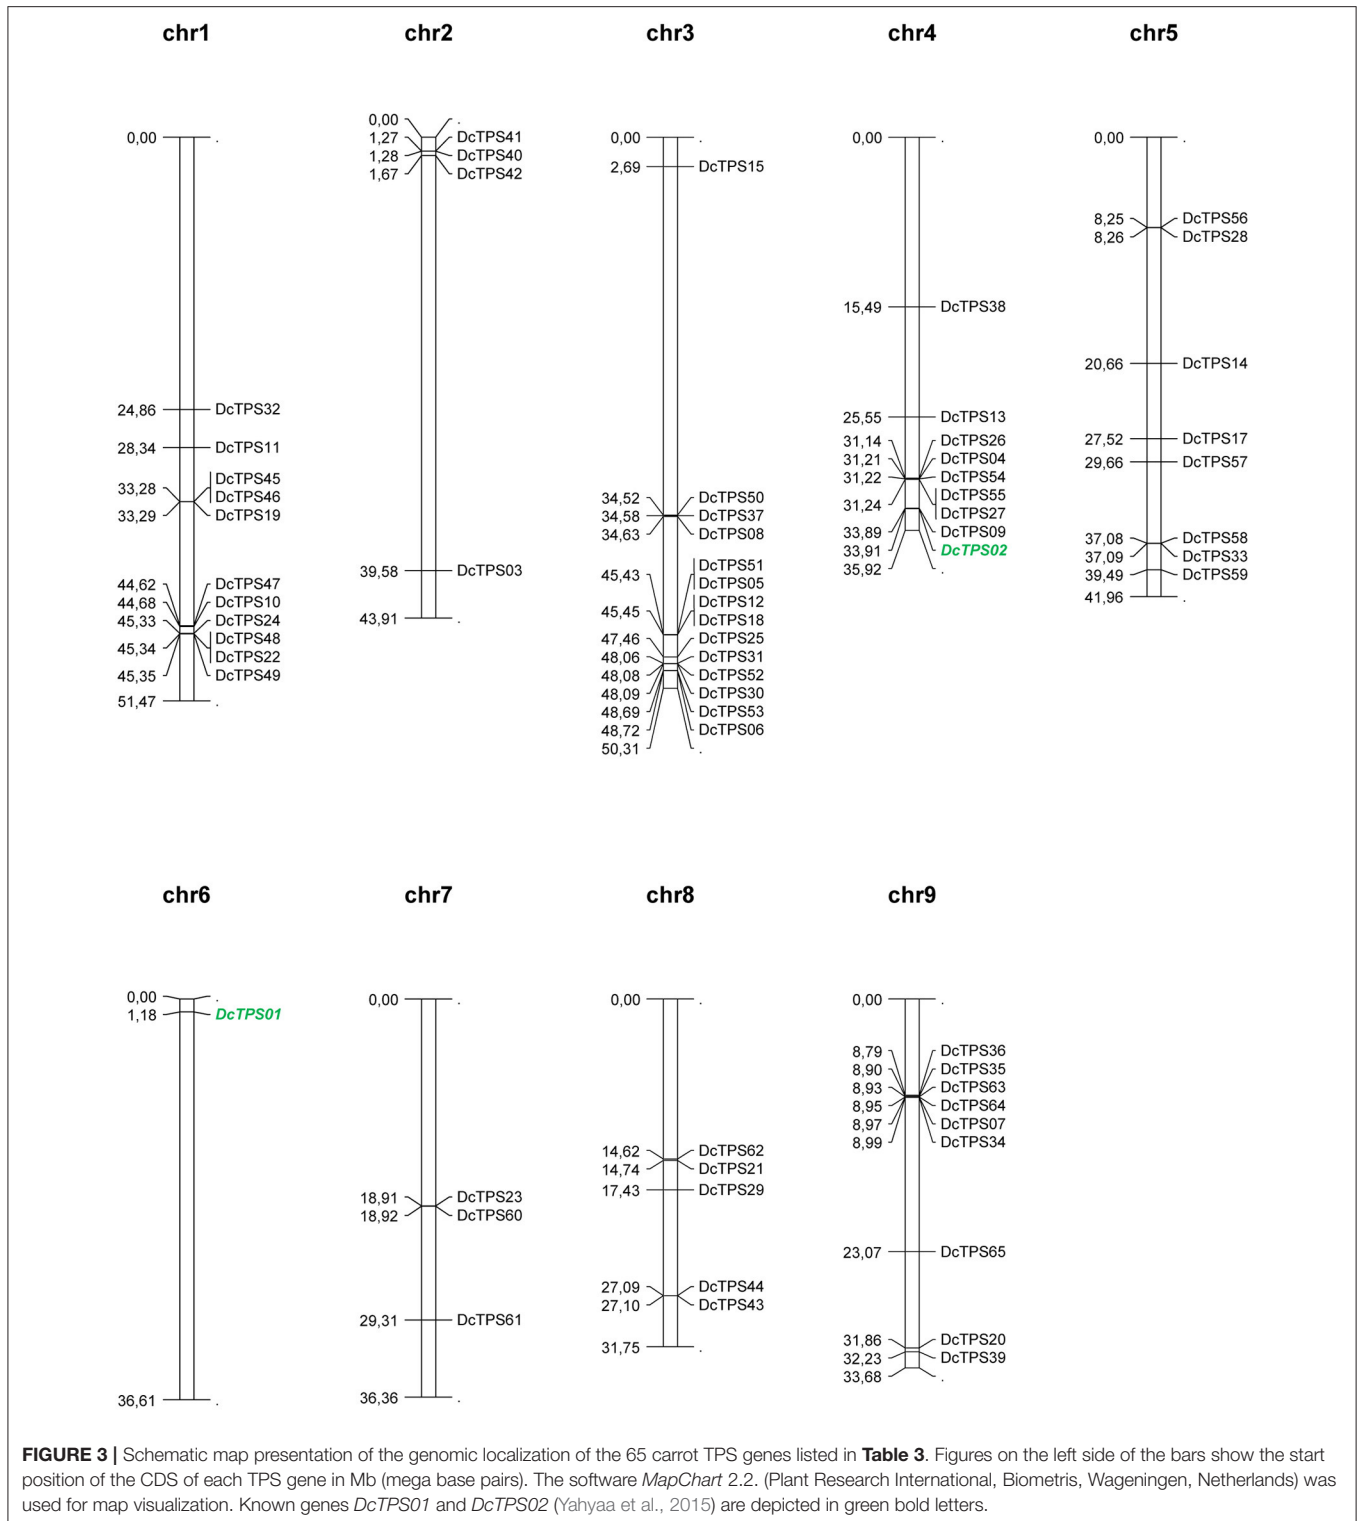 chr1 chr2 chr3 chr4 chr5
0,00 .
24,86 DcTPS32
28,34 DcTPS11
33,28 DcTPS45
DcTPS46
33,29 DcTPS19
44,62 DcTPS47
44,68 DcTPS10
45,33 DcTPS24
45,34 DcTPS48
DcTPS22
45,35 DcTPS49
51,47 .
0,00 .
1,27 DcTPS41
1,28 DcTPS40
1,67 DcTPS42
39,58 DcTPS03
43,91 .
0,00 .
2,69 DcTPS15
34,52 DcTPS50
34,58 DcTPS37
34,63 DcTPS08
45,43 DcTPS51
DcTPS05
45,45 DcTPS12
DcTPS18
47,46 DcTPS25
48,06 DcTPS31
48,08 DcTPS52
48,09 DcTPS30
48,69 DcTPS53
48,72 DcTPS06
50,31 .
0,00 .
15,49 DcTPS38
25,55 DcTPS13
31,14 DcTPS26
31,21 DcTPS04
31,22 DcTPS54
31,24 DcTPS55
DcTPS27
33,89 DcTPS09
33,91 DcTPS02
35,92 .
0,00 .
8,25 DcTPS56
8,26 DcTPS28
20,66 DcTPS14
27,52 DcTPS17
29,66 DcTPS57
37,08 DcTPS58
37,09 DcTPS33
39,49 DcTPS59
41,96 .
chr6 chr7 chr8 chr9
0,00 .
1,18 DcTPS01
36,61 .
0,00 .
18,91 DcTPS23
18,92 DcTPS60
29,31 DcTPS61
36,36 .
0,00 .
14,62 DcTPS62
14,74 DcTPS21
17,43 DcTPS29
27,09 DcTPS44
27,10 DcTPS43
31,75 .
0,00 .
8,79 DcTPS36
8,90 DcTPS35
8,93 DcTPS63
8,95 DcTPS64
8,97 DcTPS07
8,99 DcTPS34
23,07 DcTPS65
31,86 DcTPS20
32,23 DcTPS39
33,68 .
FIGURE 3 | Schematic map presentation of the genomic localization of the 65 carrot TPS genes listed in Table 3. Figures on the left side of the bars show the start
position of the CDS of each TPS gene in Mb (mega base pairs). The software MapChart 2.2. (Plant Research International, Biometris, Wageningen, Netherlands) was
used for map visualization. Known genes DcTPS01 and DcTPS02 (Yahyaa et al., 2015) are depicted in green bold letters.